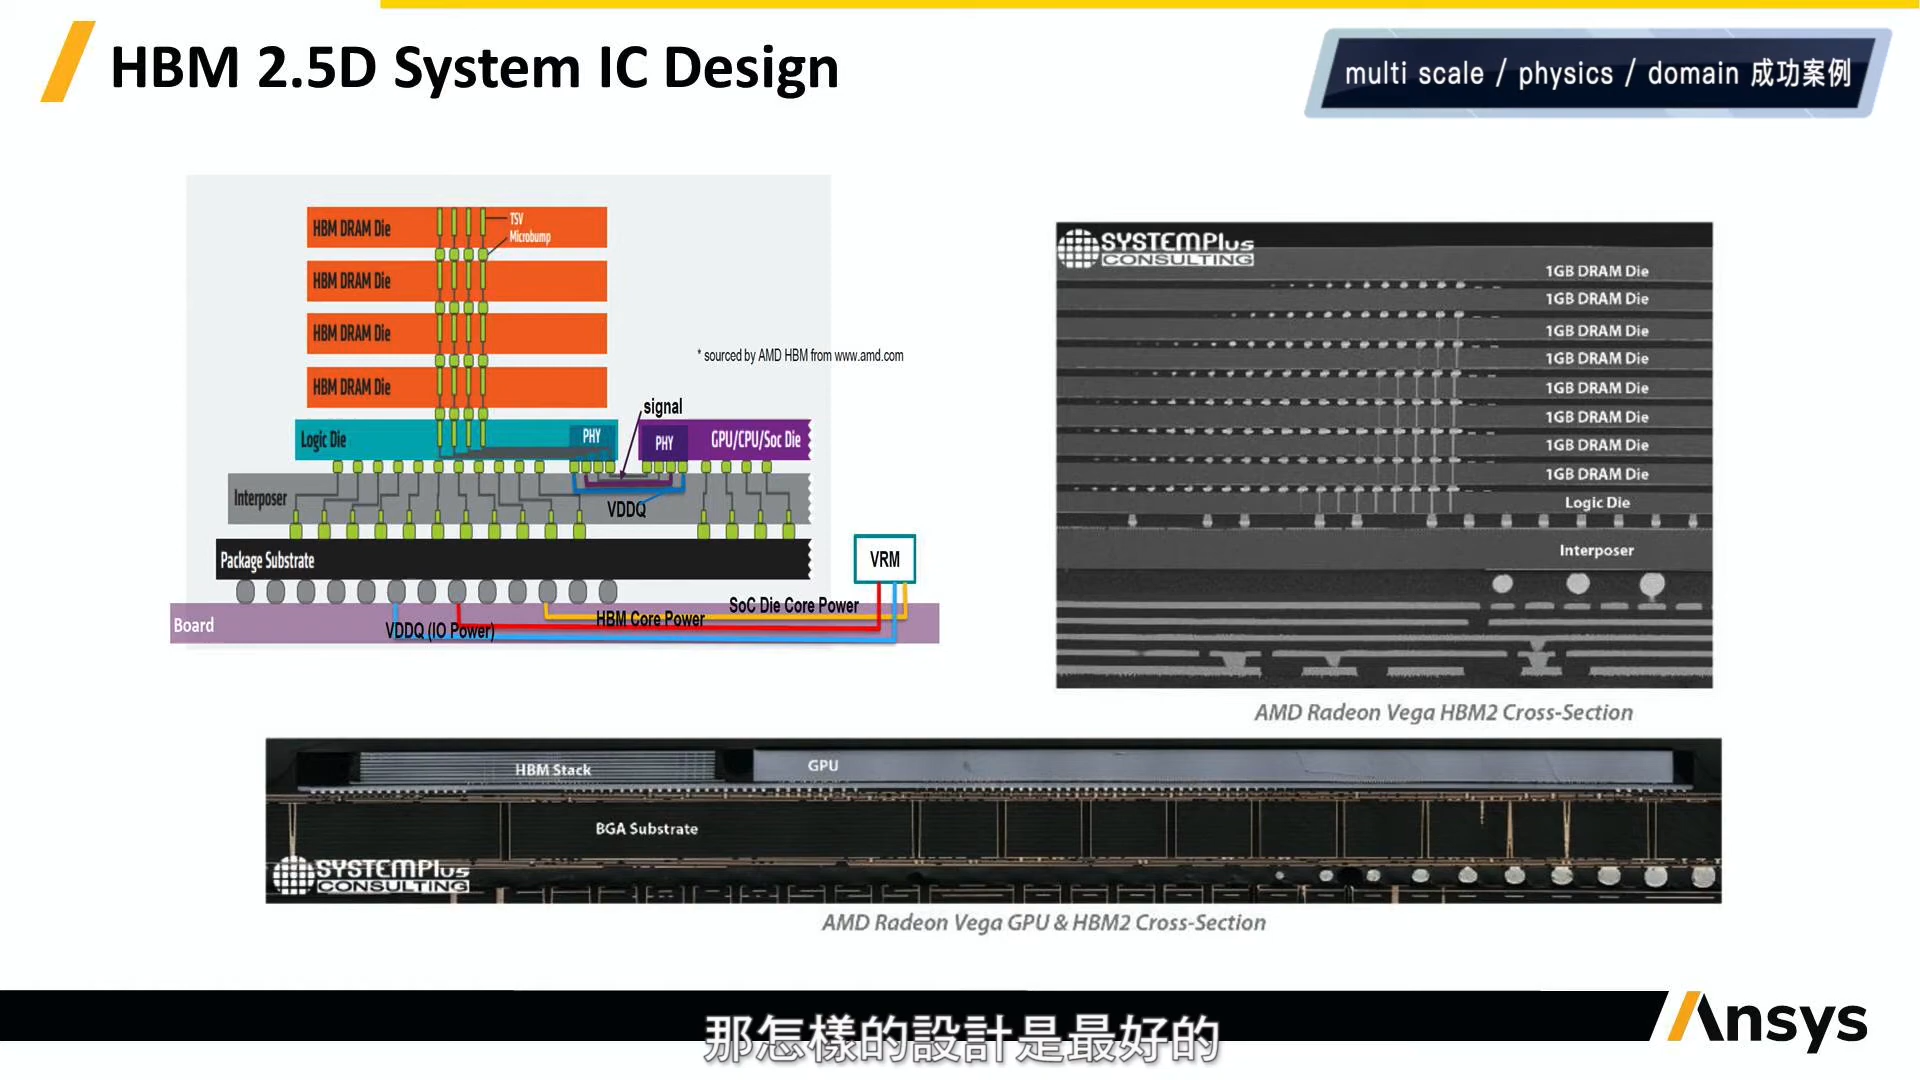 HBM 2.5D System IC Design
multi scale / physics / domain 成功案例
HBM DRAM Die
TSV
Microbump
HBM DRAM Die
HBM DRAM Die
* sourced by AMD HBM from www.amd.com
HBM DRAM Die
signal
Logic Die
PHY
PHY
GPU/CPU/Soc Die
Interposer
VDDQ
Package Substrate
VRM
SoC Die Core Power
HBM Core Power
Board
VDDQ (IO Power)
SYSTEMPlus
CONSULTING
1GB DRAM Die
1GB DRAM Die
1GB DRAM Die
1GB DRAM Die
1GB DRAM Die
1GB DRAM Die
1GB DRAM Die
1GB DRAM Die
Logic Die
Interposer
AMD Radeon Vega HBM2 Cross-Section
HBM Stack
GPU
BGA Substrate
SYSTEMPlus
CONSULTING
AMD Radeon Vega GPU & HBM2 Cross-Section
那怎樣的設計是最好的
Ansys